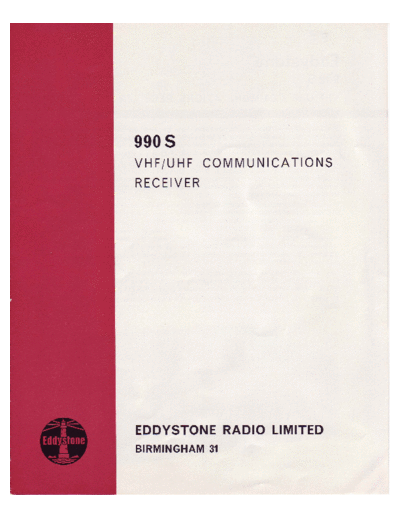 990 S
VHF/UHF COMMUNICATIONS
RECEIVER
Eddystone
EDDYSTONE RADIO LIMITED
BIRMINGHAM 31